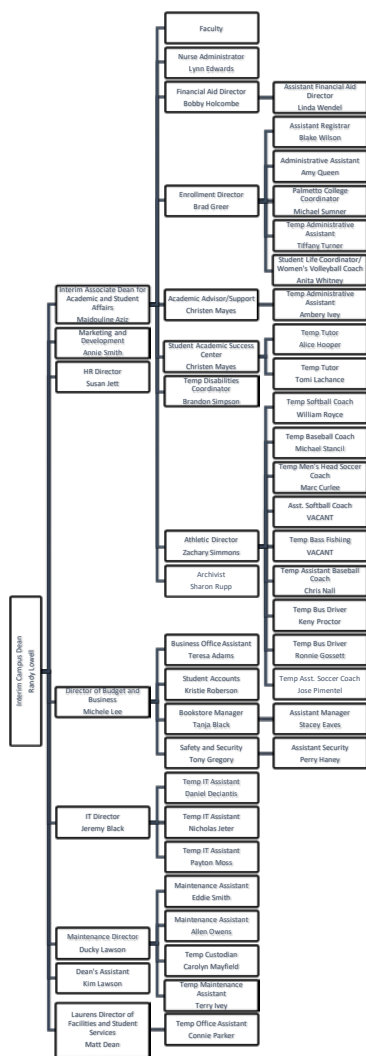 Interim Campus Dean
Randy Lowell
Interim Associate Dean for
Academic and Student
Affairs
Maidouline Aziz
Faculty
Nurse Administrator
Lynn Edwards
Financial Aid Director
Bobby Holcombe
Assistant Financial Aid
Director
Linda Wendel
Enrollment Director
Brad Greer
Assistant Registrar
Blake Wilson
Administrative Assistant
Amy Queen
Palmetto College
Coordinator
Michael Sumner
Temp Administrative
Assistant
Tiffany Turner
Student Life Coordinator/
Women's Volleyball Coach
Anita Whitney
Academic Advisor/Support
Christen Mayes
Temp Administrative
Assistant
Ambery Ivey
Student Academic Success
Center
Christen Mayes
Temp Tutor
Alice Hooper
Temp Tutor
Tomi Lachance
Temp Disabilities
Coordinator
Brandon Simpson
Athletic Director
Zachary Simmons
Temp Softball Coach
William Royce
Temp Baseball Coach
Michael Stancil
Temp Men's Head Soccer
Coach
Marc Curlee
Asst. Softball Coach
VACANT
Temp Bass Fishiing
VACANT
Temp Assistant Baseball
Coach
Chris Nall
Temp Bus Driver
Keny Proctor
Temp Bus Driver
Ronnie Gossett
Temp Asst. Soccer Coach
Jose Pimentel
Archivist
Sharon Rupp
Marketing and
Development
Annie Smith
HR Director
Susan Jett
Director of Budget and
Business
Michele Lee
Business Office Assistant
Teresa Adams
Student Accounts
Kristie Roberson
Bookstore Manager
Tanja Black
Assistant Manager
Stacey Eaves
Safety and Security
Tony Gregory
Assistant Security
Perry Haney
IT Director
Jeremy Black
Temp IT Assistant
Daniel Deciantis
Temp IT Assistant
Nicholas Jeter
Temp IT Assistant
Payton Moss
Maintenance Director
Ducky Lawson
Maintenance Assistant
Eddie Smith
Maintenance Assistant
Allen Owens
Temp Custodian
Carolyn Mayfield
Temp Maintenance
Assistant
Terry Ivey
Dean's Assistant
Kim Lawson
Laurens Director of
Facilities and Student
Services
Matt Dean
Temp Office Assistant
Connie Parker